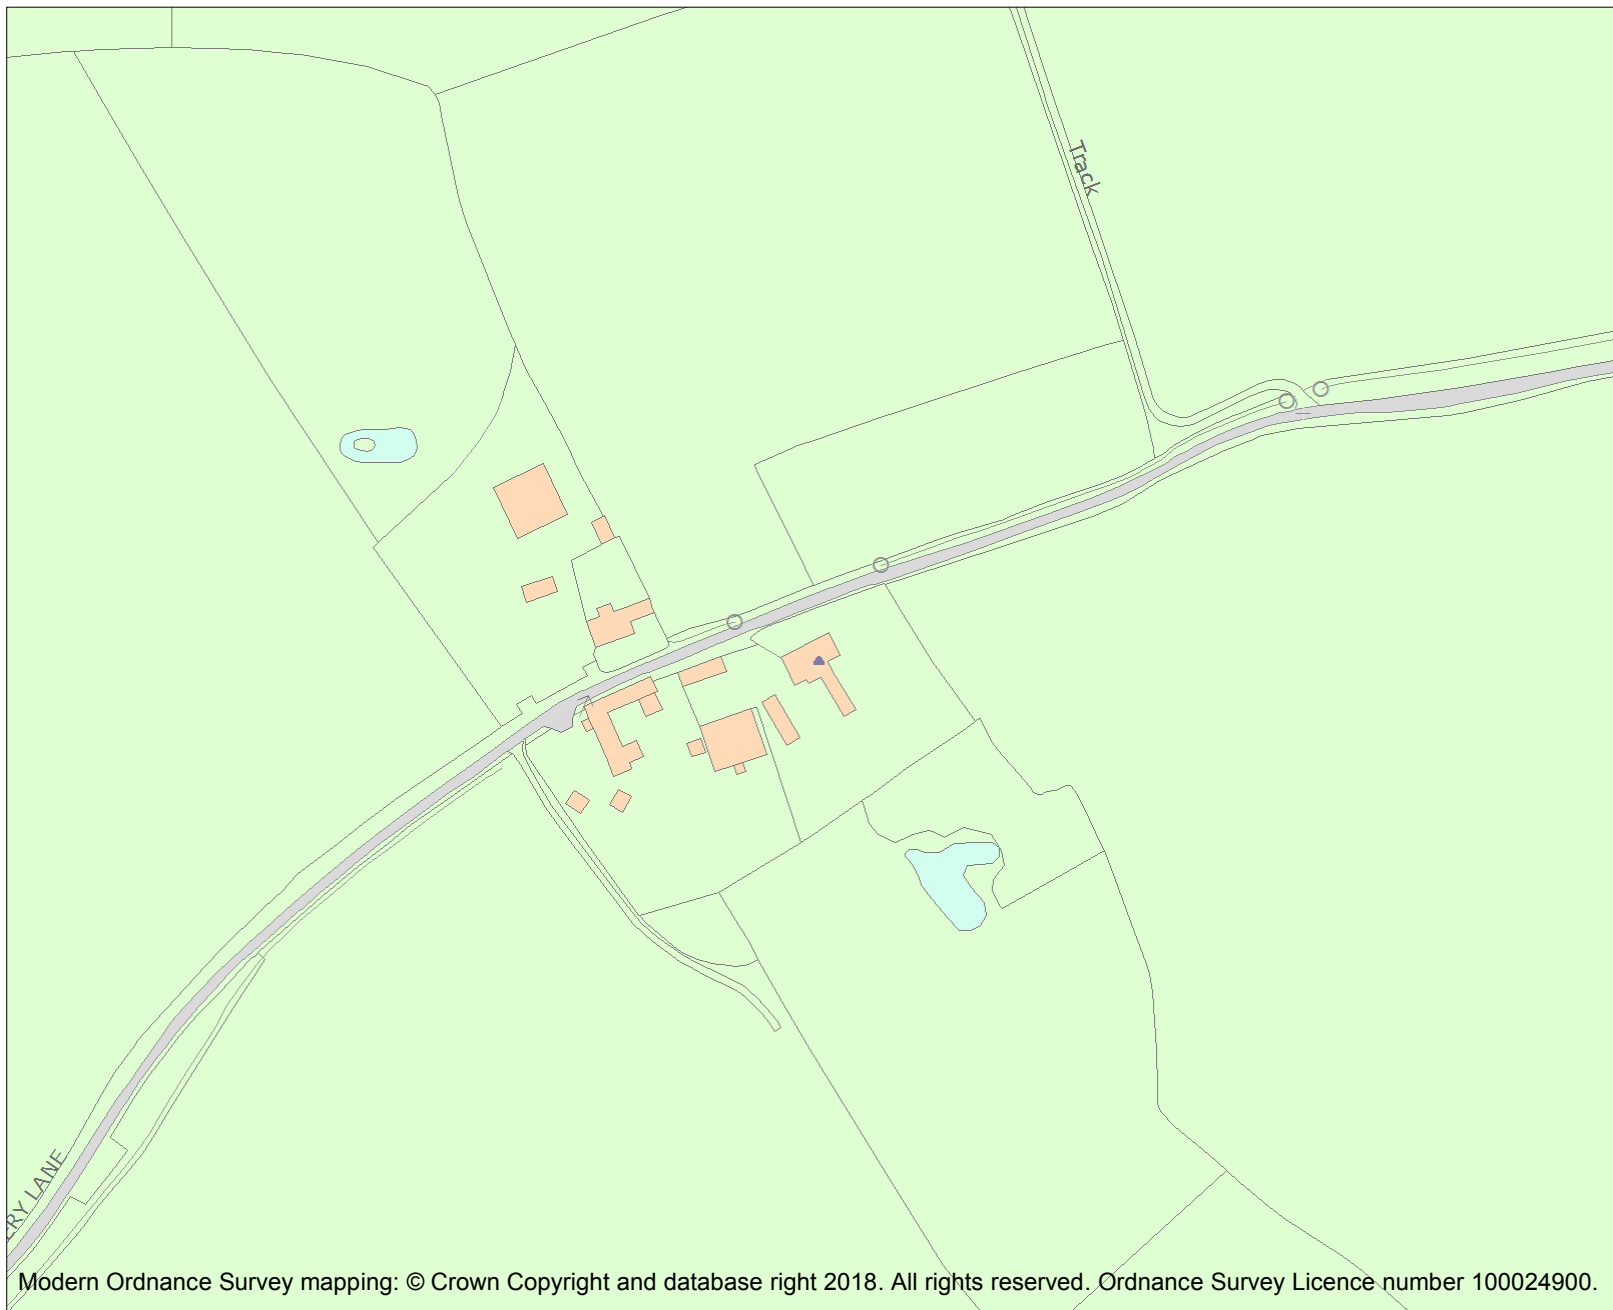 Track
ERY LANE
Modern Ordnance Survey mapping: © Crown Copyright and database right 2018. All rights reserved. Ordnance Survey Licence number 100024900.